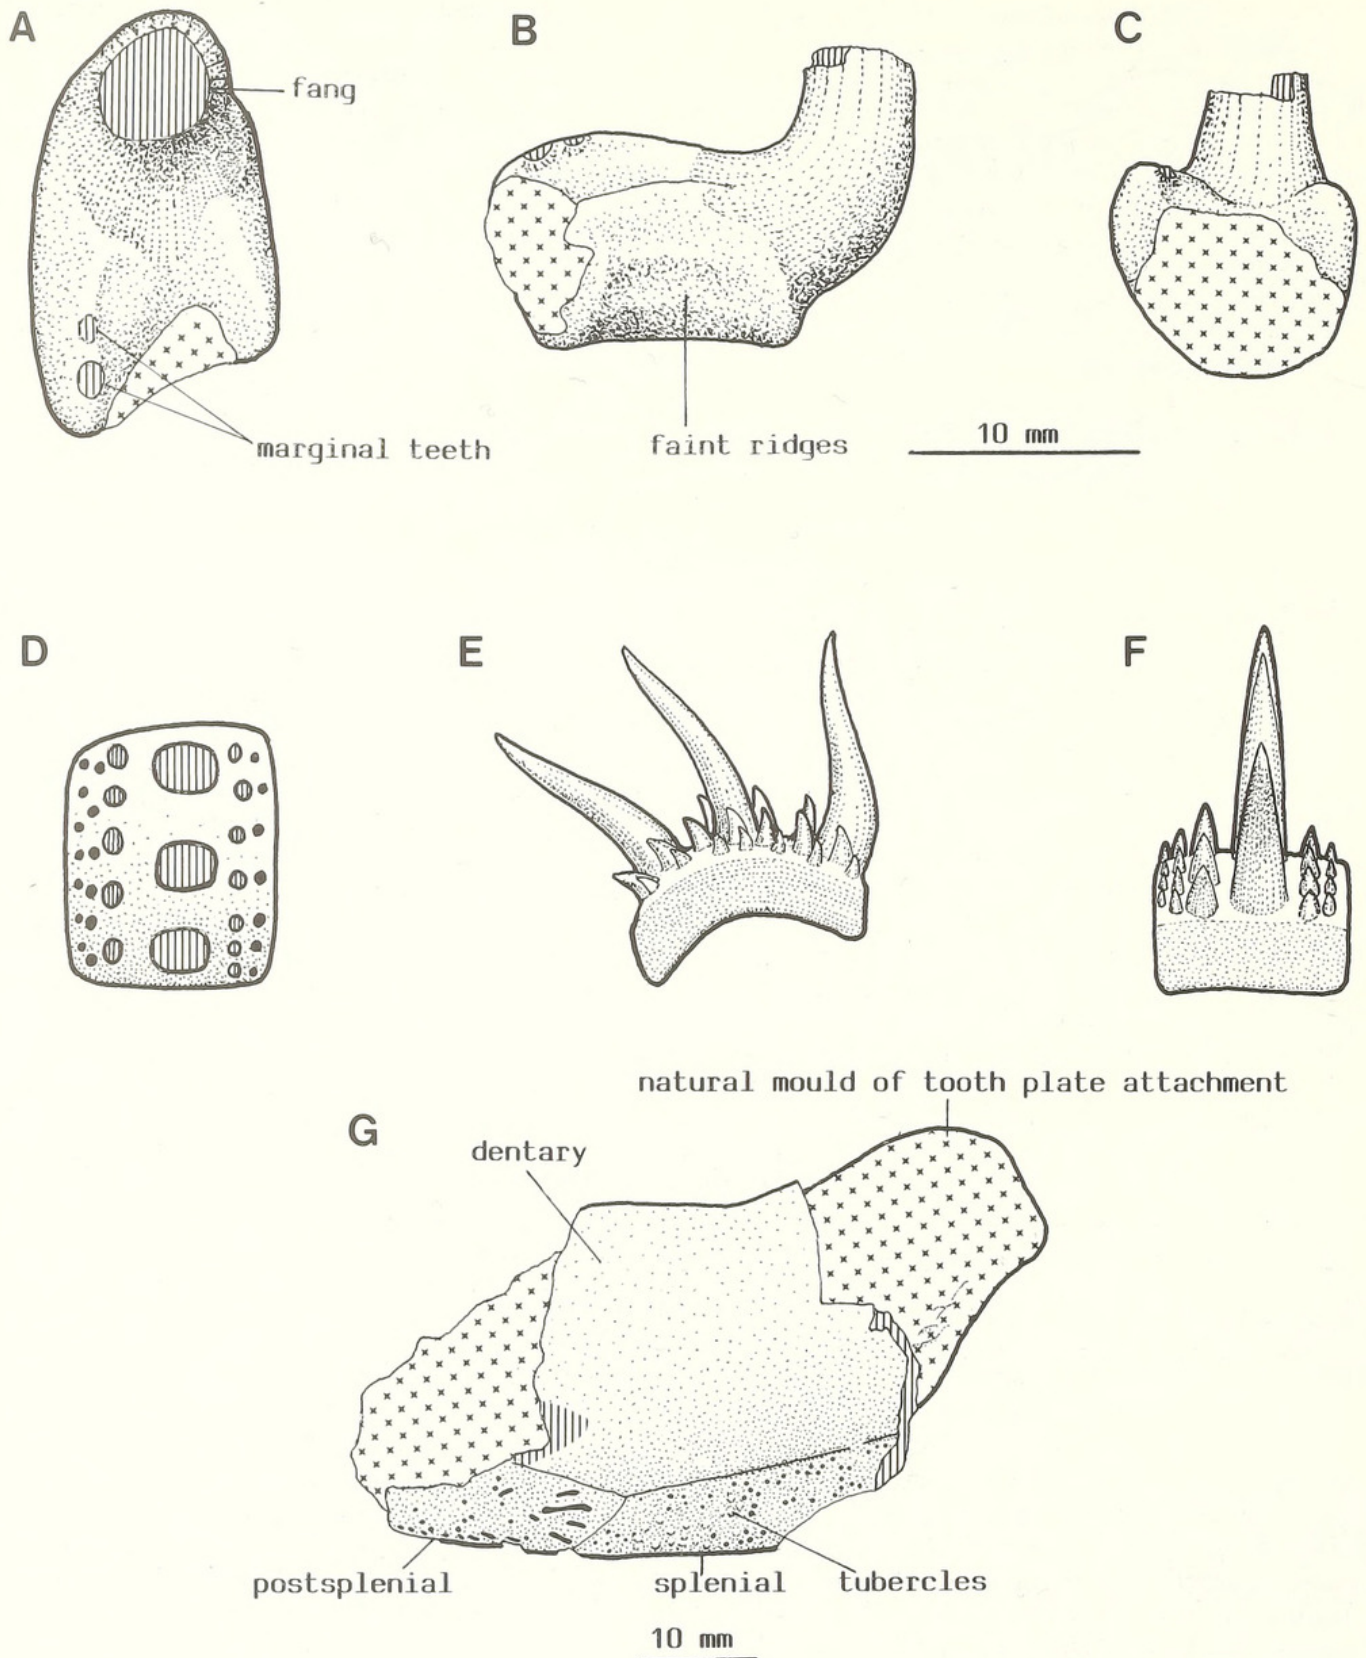 A
B
C
fang
marginal teeth
faint ridges
10 mm
D
E
F
natural mould of tooth plate attachment
G
dentary
postsplenial
splenial
tubercles
10 mm